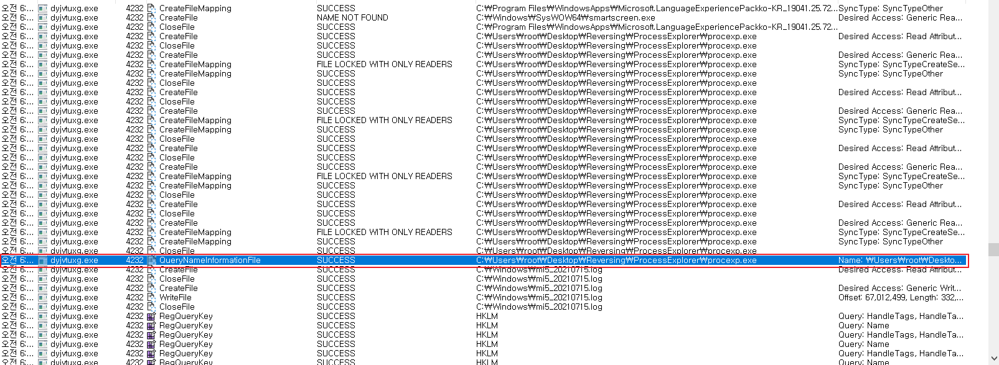 오전 6:... dyjvtuxg.exe 4232 CreateFileMapping SUCCESS C:₩Program Files₩WindowsApps₩Microsoft.LanguageExperiencePackko-KR_19041.25.72... SyncType: SyncTypeOther
오전 6:... dyjvtuxg.exe 4232 CreateFile NAME NOT FOUND C:₩Windows₩SysWOW64₩smartscreen.exe Desired Access: Generic Rea...
오전 6:... dyjvtuxg.exe 4232 CloseFile SUCCESS C:₩Program Files₩WindowsApps₩Microsoft.LanguageExperiencePackko-KR_19041.25.72...
오전 6:... dyjvtuxg.exe 4232 CreateFile SUCCESS C:₩Users₩root₩Desktop₩Reversing₩ProcessExplorer₩procexp.exe Desired Access: Read Attribut...
오전 6:... dyjvtuxg.exe 4232 CloseFile SUCCESS C:₩Users₩root₩Desktop₩Reversing₩ProcessExplorer₩procexp.exe
오전 6:... dyjvtuxg.exe 4232 CreateFile SUCCESS C:₩Users₩root₩Desktop₩Reversing₩ProcessExplorer₩procexp.exe Desired Access: Generic Rea...
오전 6:... dyjvtuxg.exe 4232 CreateFileMapping FILE LOCKED WITH ONLY READERS C:₩Users₩root₩Desktop₩Reversing₩ProcessExplorer₩procexp.exe SyncType: SyncTypeCreateSe...
오전 6:... dyjvtuxg.exe 4232 CreateFileMapping SUCCESS C:₩Users₩root₩Desktop₩Reversing₩ProcessExplorer₩procexp.exe SyncType: SyncTypeOther
오전 6:... dyjvtuxg.exe 4232 CloseFile SUCCESS C:₩Users₩root₩Desktop₩Reversing₩ProcessExplorer₩procexp.exe
오전 6:... dyjvtuxg.exe 4232 CreateFile SUCCESS C:₩Users₩root₩Desktop₩Reversing₩ProcessExplorer₩procexp.exe Desired Access: Read Attribut...
오전 6:... dyjvtuxg.exe 4232 CloseFile SUCCESS C:₩Users₩root₩Desktop₩Reversing₩ProcessExplorer₩procexp.exe
오전 6:... dyjvtuxg.exe 4232 CreateFile SUCCESS C:₩Users₩root₩Desktop₩Reversing₩ProcessExplorer₩procexp.exe Desired Access: Generic Rea...
오전 6:... dyjvtuxg.exe 4232 CreateFileMapping FILE LOCKED WITH ONLY READERS C:₩Users₩root₩Desktop₩Reversing₩ProcessExplorer₩procexp.exe SyncType: SyncTypeCreateSe...
오전 6:... dyjvtuxg.exe 4232 CreateFileMapping SUCCESS C:₩Users₩root₩Desktop₩Reversing₩ProcessExplorer₩procexp.exe SyncType: SyncTypeOther
오전 6:... dyjvtuxg.exe 4232 CloseFile SUCCESS C:₩Users₩root₩Desktop₩Reversing₩ProcessExplorer₩procexp.exe
오전 6:... dyjvtuxg.exe 4232 CreateFile SUCCESS C:₩Users₩root₩Desktop₩Reversing₩ProcessExplorer₩procexp.exe Desired Access: Read Attribut...
오전 6:... dyjvtuxg.exe 4232 CloseFile SUCCESS C:₩Users₩root₩Desktop₩Reversing₩ProcessExplorer₩procexp.exe
오전 6:... dyjvtuxg.exe 4232 CreateFile SUCCESS C:₩Users₩root₩Desktop₩Reversing₩ProcessExplorer₩procexp.exe Desired Access: Generic Rea...
오전 6:... dyjvtuxg.exe 4232 CreateFileMapping FILE LOCKED WITH ONLY READERS C:₩Users₩root₩Desktop₩Reversing₩ProcessExplorer₩procexp.exe SyncType: SyncTypeCreateSe...
오전 6:... dyjvtuxg.exe 4232 CreateFileMapping SUCCESS C:₩Users₩root₩Desktop₩Reversing₩ProcessExplorer₩procexp.exe SyncType: SyncTypeOther
오전 6:... dyjvtuxg.exe 4232 CloseFile SUCCESS C:₩Users₩root₩Desktop₩Reversing₩ProcessExplorer₩procexp.exe
오전 6:... dyjvtuxg.exe 4232 CreateFile SUCCESS C:₩Users₩root₩Desktop₩Reversing₩ProcessExplorer₩procexp.exe Desired Access: Read Attribut...
오전 6:... dyjvtuxg.exe 4232 CloseFile SUCCESS C:₩Users₩root₩Desktop₩Reversing₩ProcessExplorer₩procexp.exe
오전 6:... dyjvtuxg.exe 4232 CreateFile SUCCESS C:₩Users₩root₩Desktop₩Reversing₩ProcessExplorer₩procexp.exe Desired Access: Generic Rea...
오전 6:... dyjvtuxg.exe 4232 CreateFileMapping FILE LOCKED WITH ONLY READERS C:₩Users₩root₩Desktop₩Reversing₩ProcessExplorer₩procexp.exe SyncType: SyncTypeCreateSe...
오전 6:... dyjvtuxg.exe 4232 CreateFileMapping SUCCESS C:₩Users₩root₩Desktop₩Reversing₩ProcessExplorer₩procexp.exe SyncType: SyncTypeOther
오전 6:... dyjvtuxg.exe 4232 CloseFile SUCCESS C:₩Users₩root₩Desktop₩Reversing₩ProcessExplorer₩procexp.exe
오전 6:... dyjvtuxg.exe 4232 QueryNameInformationFile SUCCESS C:₩Users₩root₩Desktop₩Reversing₩ProcessExplorer₩procexp.exe Name: ₩Users₩root₩Deskto...
오전 6:... dyjvtuxg.exe 4232 CreateFile SUCCESS C:₩Windows₩mi5_20210715.log Desired Access: Read Attribut...
오전 6:... dyjvtuxg.exe 4232 CloseFile SUCCESS C:₩Windows₩mi5_20210715.log
오전 6:... dyjvtuxg.exe 4232 CreateFile SUCCESS C:₩Windows₩mi5_20210715.log Desired Access: Generic Writ...
오전 6:... dyjvtuxg.exe 4232 WriteFile SUCCESS C:₩Windows₩mi5_20210715.log Offset: 67,012,499, Length: 332,...
오전 6:... dyjvtuxg.exe 4232 CloseFile SUCCESS C:₩Windows₩mi5_20210715.log
오전 6:... dyjvtuxg.exe 4232 RegQueryKey SUCCESS HKLM Query: HandleTags, HandleTa...
오전 6:... dyjvtuxg.exe 4232 RegQueryKey SUCCESS HKLM Query: Name
오전 6:... dyjvtuxg.exe 4232 RegQueryKey SUCCESS HKLM Query: HandleTags, HandleTa...
오전 6:... dyjvtuxg.exe 4232 RegQueryKey SUCCESS HKLM Query: Name
오전 6:... dyjvtuxg.exe 4232 RegQueryKey SUCCESS HKLM Query: HandleTags, HandleTa...
오전 6:... dyjvtuxg.exe 4232 RegQueryKey SUCCESS HKLM Query: Name